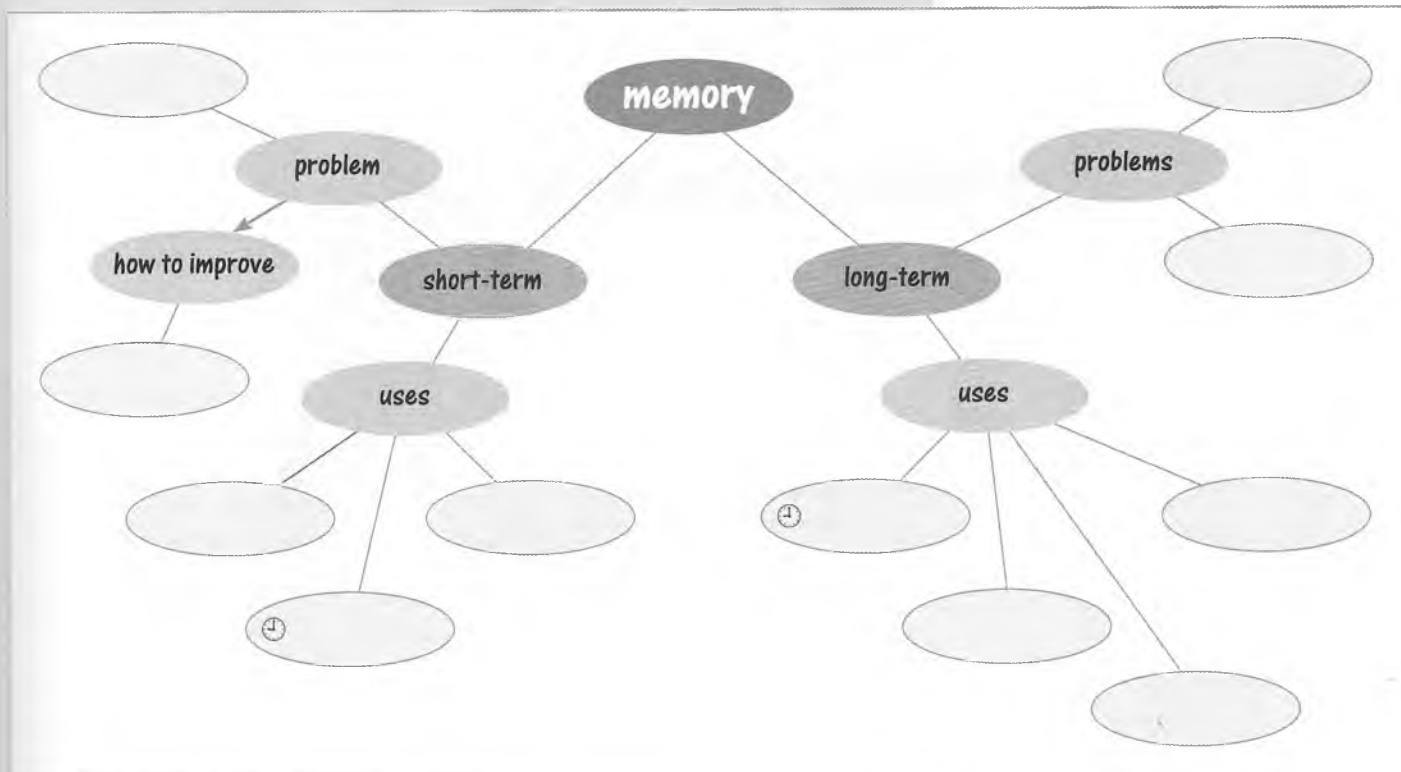 memory
problem
problems
how to improve
short-term
long-term
uses
uses